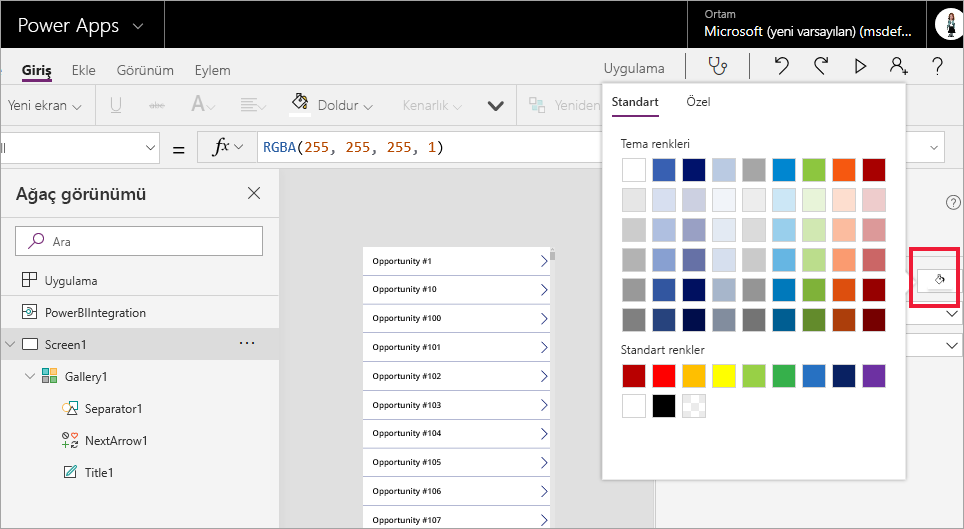 Power Apps
Ortam
Microsoft (yeni varsayılan) (msdef...
Giriş Ekle Görünüm Eylem Uygulama ?
Yeni ekran U abc A Doldur Kenarlık Yeniden
ll = fx RGBA(255, 255, 255, 1)
Ağaç görünümü
Ara
Uygulama
PowerBIIntegration
Screen1 ...
Gallery1
Separator1
NextArrow1
Title1
Opportunity #1
Opportunity #10
Opportunity #100
Opportunity #101
Opportunity #102
Opportunity #103
Opportunity #104
Opportunity #105
Opportunity #106
Opportunity #107
Standart Özel
Tema renkleri
Standart renkler
?